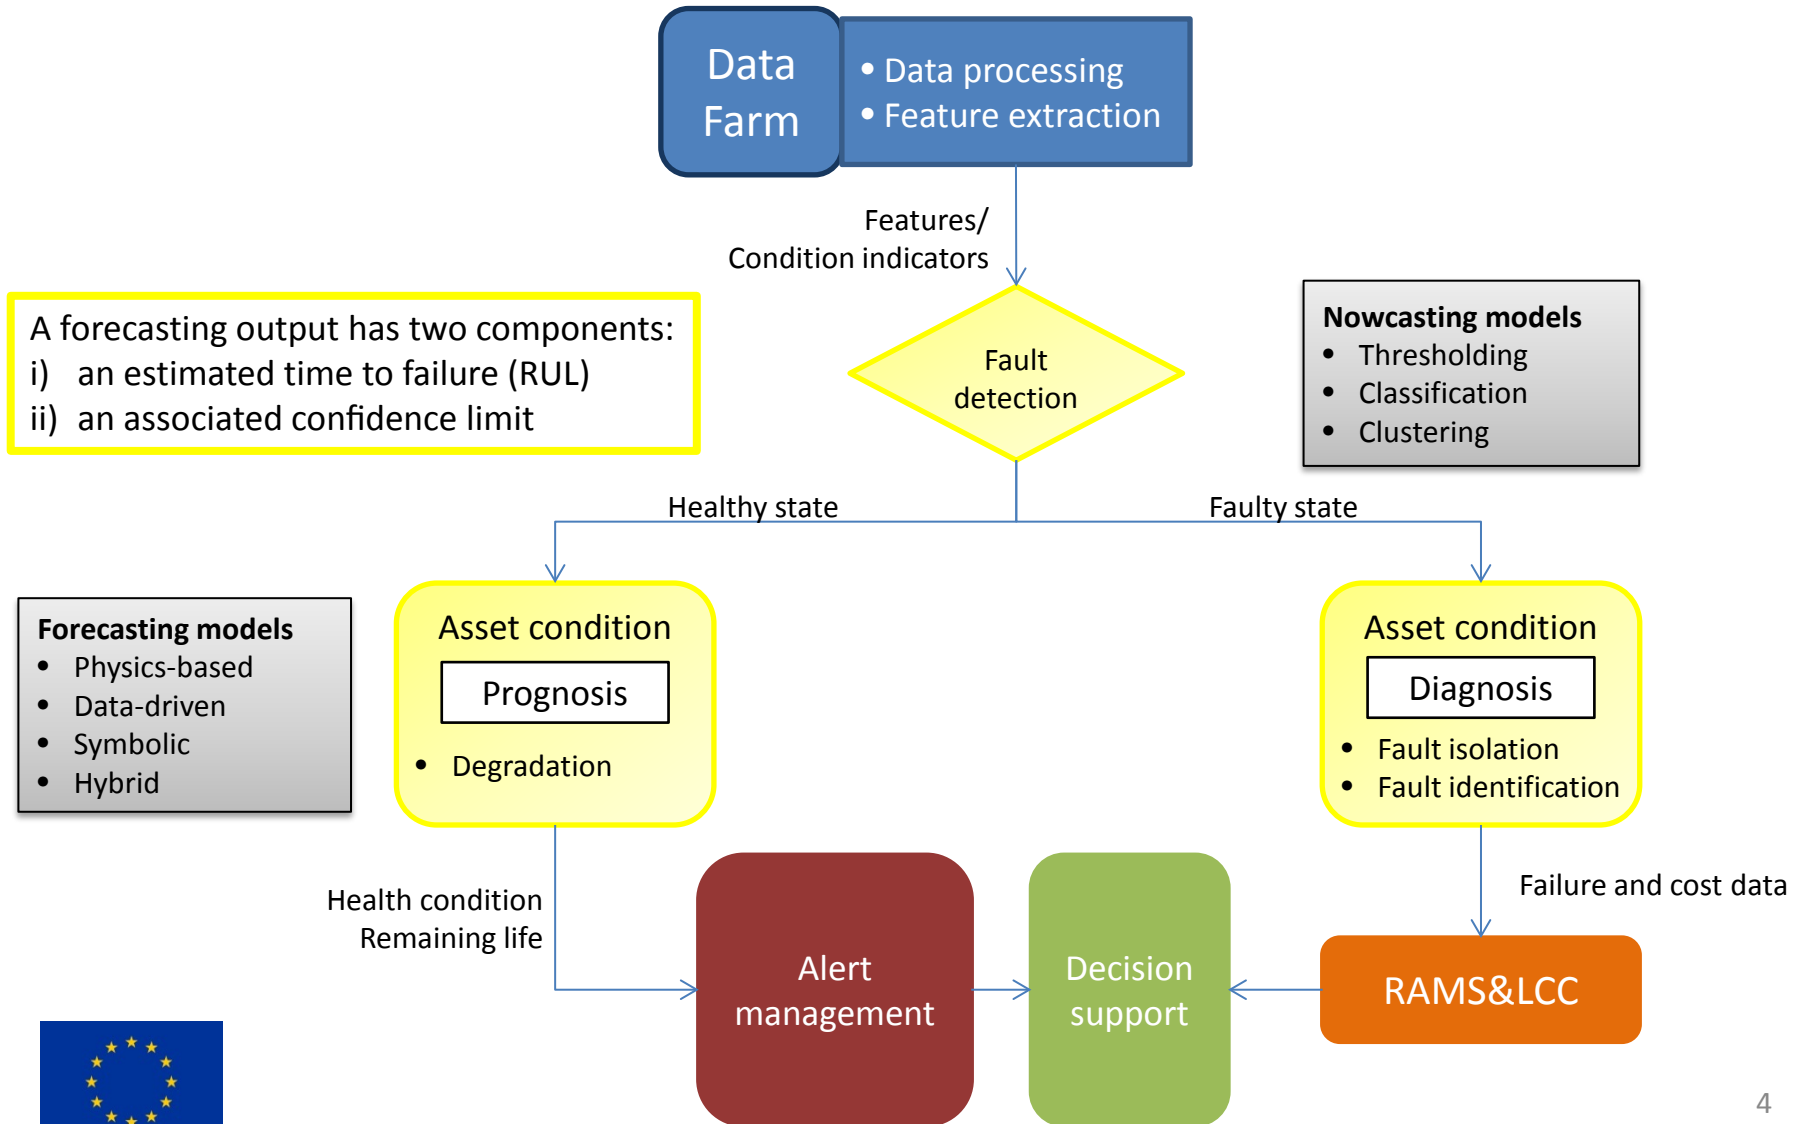 Data
Farm
• Data processing
• Feature extraction
Features/
Condition indicators
A forecasting output has two components:
i) an estimated time to failure (RUL)
ii) an associated confidence limit
Fault
detection
Nowcasting models
• Thresholding
• Classification
• Clustering
Healthy state
Faulty state
Forecasting models
• Physics-based
• Data-driven
• Symbolic
• Hybrid
Asset condition
Prognosis
• Degradation
Asset condition
Diagnosis
• Fault isolation
• Fault identification
Health condition
Remaining life
Alert
management
Decision
support
Failure and cost data
RAMS&LCC
4